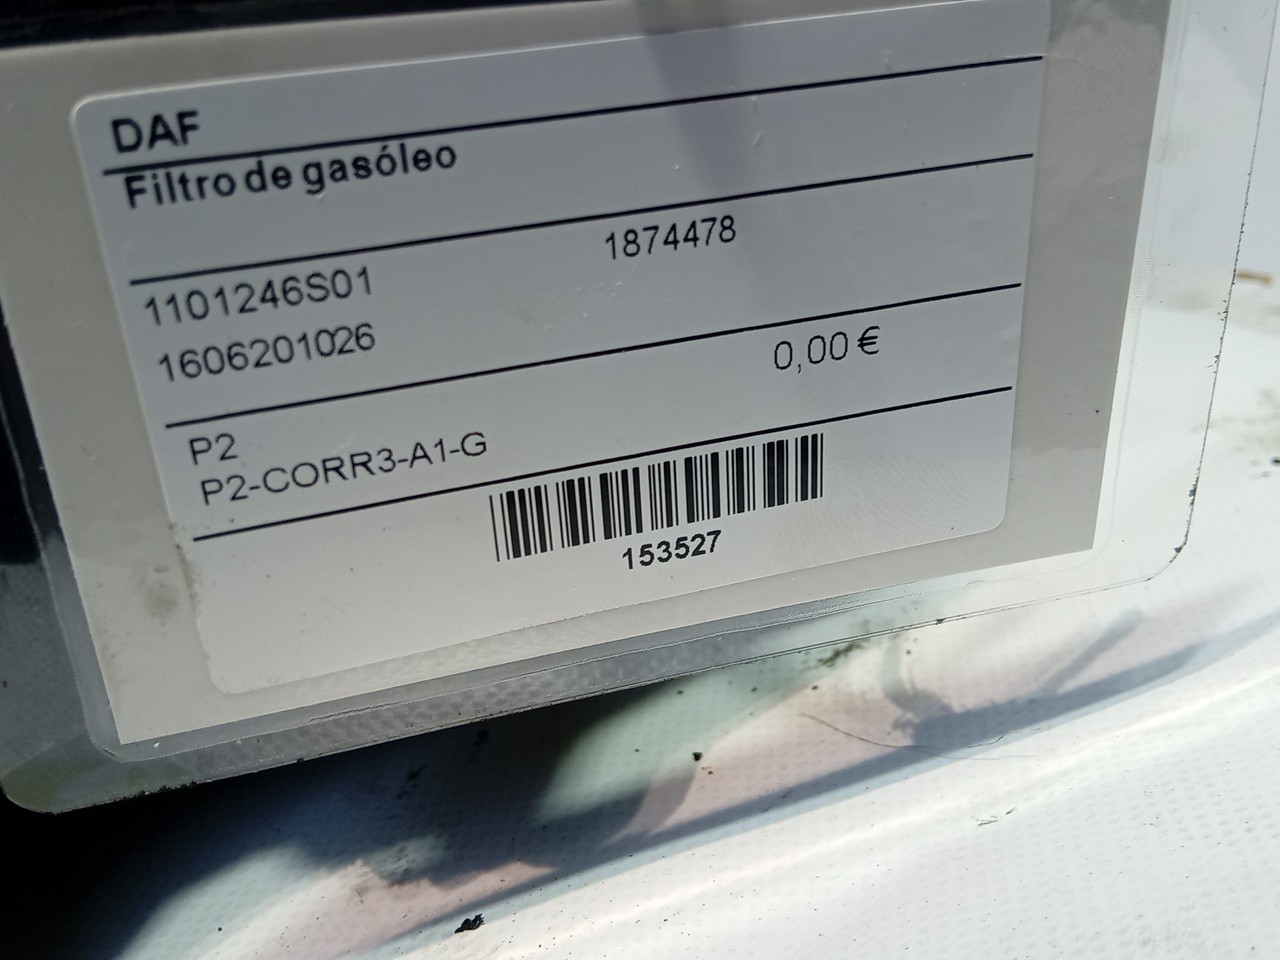 DAF
Filtro de gasóleo
1874478
1101246S01
1606201026
0,00 €
P2
P2-CORR3-A1-G
153527